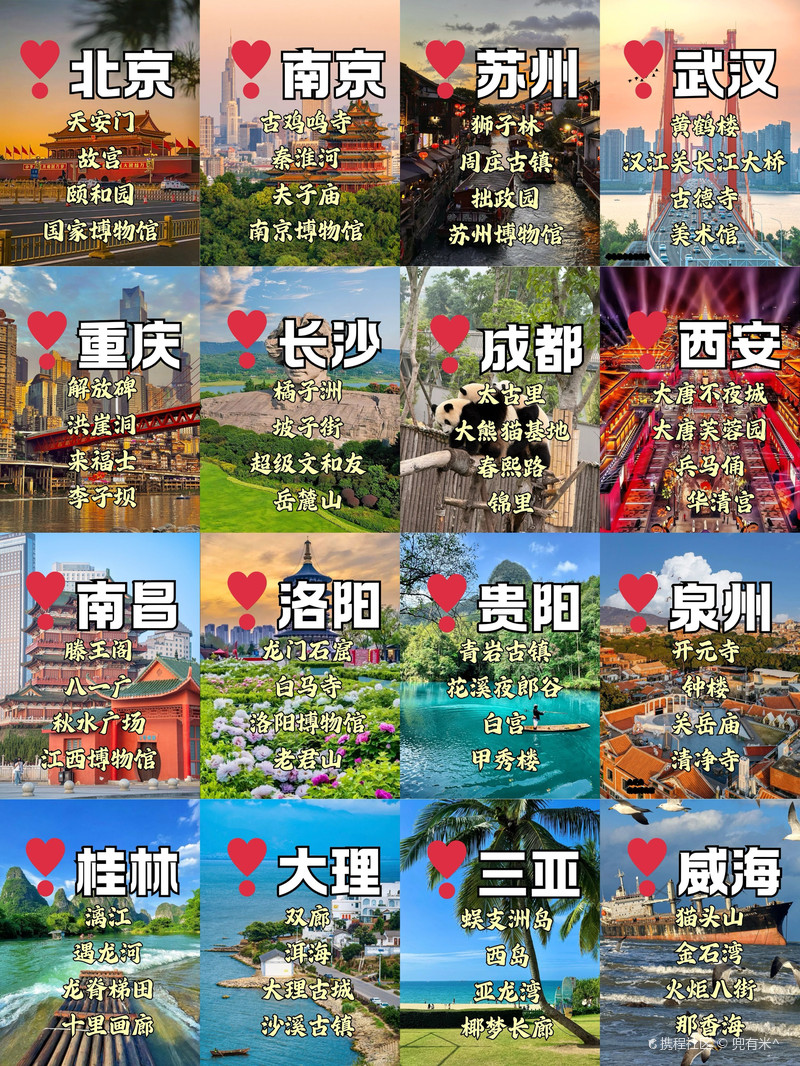 北京
天安门
故宫
颐和园
国家博物馆
南京
古鸡鸣寺
秦淮河
夫子庙
南京博物馆
苏州
狮子林
周庄古镇
拙政园
苏州博物馆
武汉
黄鹤楼
汉江关长江大桥
古德寺
美术馆
重庆
解放碑
洪崖洞
来福士
李子坝
长沙
橘子洲
坡子街
超级文和友
岳麓山
成都
太古里
大熊猫基地
春熙路
锦里
西安
大唐不夜城
大唐芙蓉园
兵马俑
、华清宫
南昌
滕王阁
八一广
秋水广场
江西博物馆
洛阳
龙门石窟
白马寺
洛阳博物馆
老君山
贵阳
青岩古镇
花溪夜郎谷
白宫
甲秀楼
泉州
开元寺
钟楼
关岳庙
清净寺
桂林
漓江
遇龙河
龙脊梯田
十里画廊
大理
双廊
洱海
大理古城
沙溪古镇
三亚
蜈支洲岛
西岛
亚龙湾
椰梦长廊
威海
猫头山
金石湾
火炬八街
那香海
携程社区 © 兜有米^